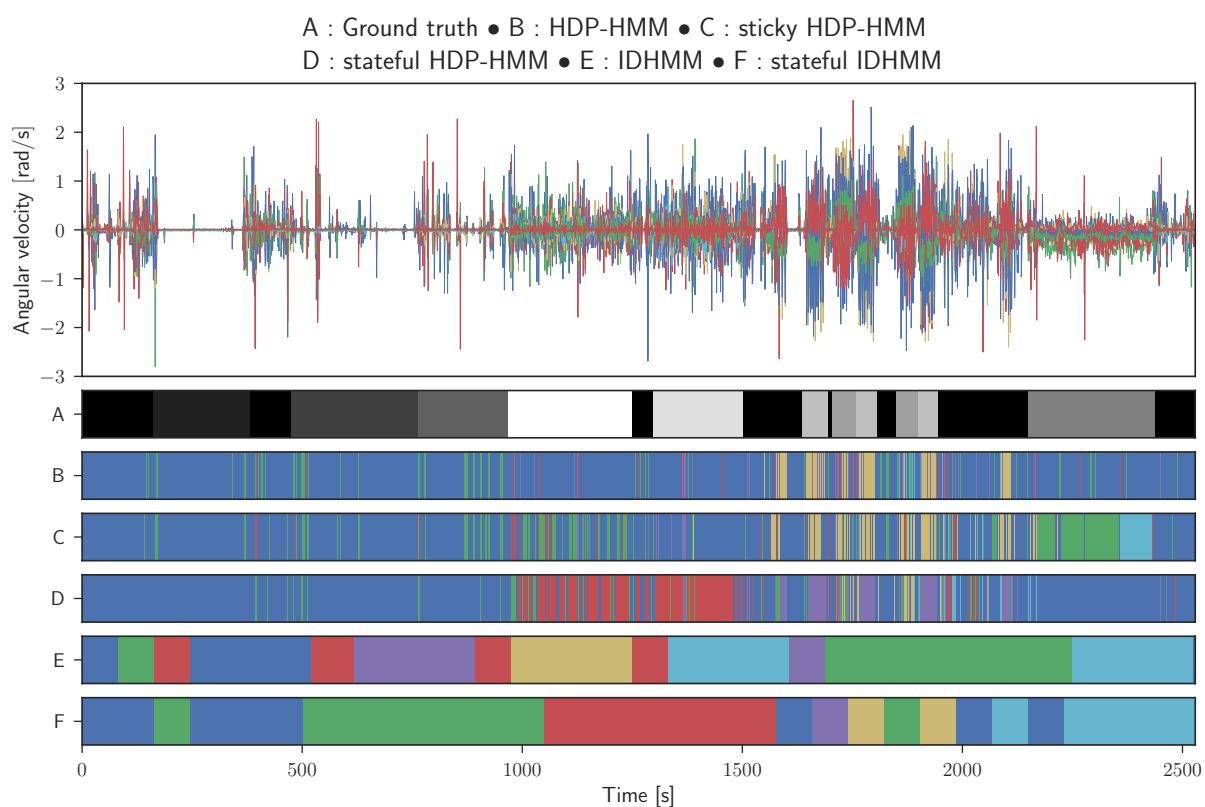 A : Ground truth ● B : HDP-HMM ● C : sticky HDP-HMM
D : stateful HDP-HMM ● E : IDHMM ● F : stateful IDHMM
3
2
1
0
−1
−2
−3
Angular velocity [rad/s]
A
B
C
D
E
F
0 500 1000 1500 2000 2500
Time [s]